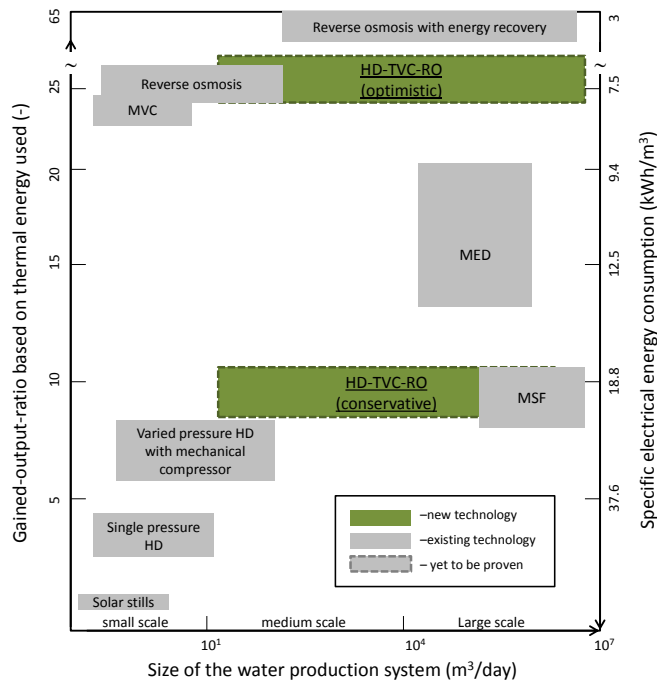 65
Reverse osmosis with energy recovery
3
~
~
HD-TVC-RO
(optimistic)
Reverse osmosis
25
7.5
MVC
20
9.4
15
12.5
MED
10
18.8
HD-TVC-RO
(conservative)
MSF
Varied pressure HD
with mechanical
compressor
5
37.6
Single pressure
HD
–new technology
–existing technology
– yet to be proven
Solar stills
small scale
medium scale
Large scale
10¹
10⁴
10⁷
Size of the water production system (m³/day)
Gained-output-ratio based on thermal energy used (-)
Specific electrical energy consumption (kWh/m³)